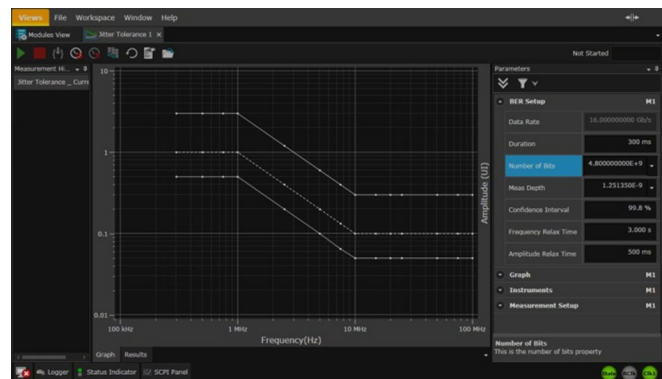 Views File Workspace Window Help
Modules View Jitter Tolerance 1 ×
Not Started
Measurement Hi...
Jitter Tolerance _ Curr
10
1
0.1
0.01
100 kHz 1 MHz 10 MHz 100 MHz
Frequency(Hz)
Amplitude (UI)
Graph Results
Parameters
BER Setup M1
Data Rate 16.000000000 Gb/s
Duration 300 ms
Number of Bits 4.800000000E+9
Meas Depth 1.251350E-9
Confidence Interval 99.8 %
Frequency Relax Time 3.000 s
Amplitude Relax Time 500 ms
Graph M1
Instruments M1
Measurement Setup M1
Number of Bits
This is the number of bits property
Logger Status Indicator SCPI Panel
Data RClk Clk1